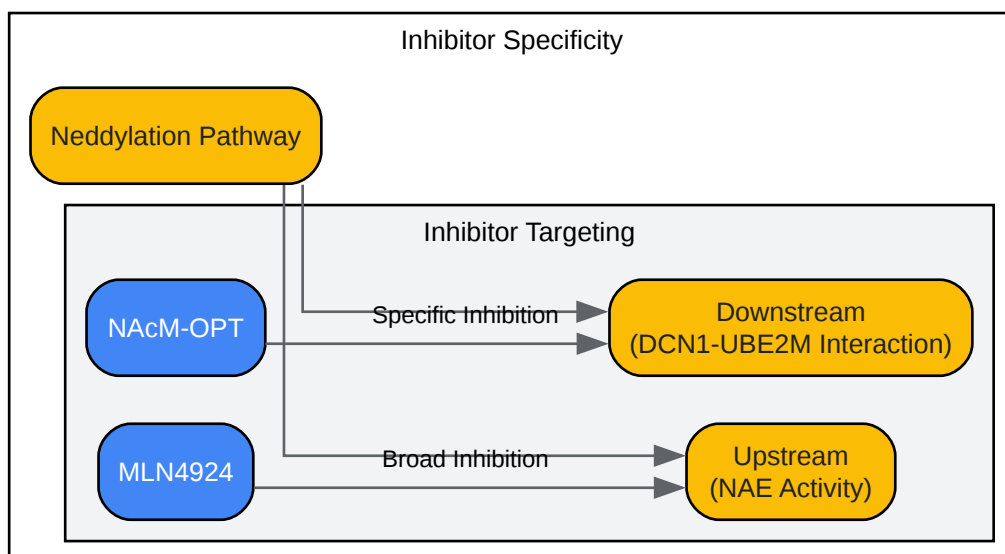 Inhibitor Specificity
Neddylation Pathway
Inhibitor Targeting
NAcM-OPT
Specific Inhibition
Downstream
(DCN1-UBE2M Interaction)
MLN4924
Broad Inhibition
Upstream
(NAE Activity)